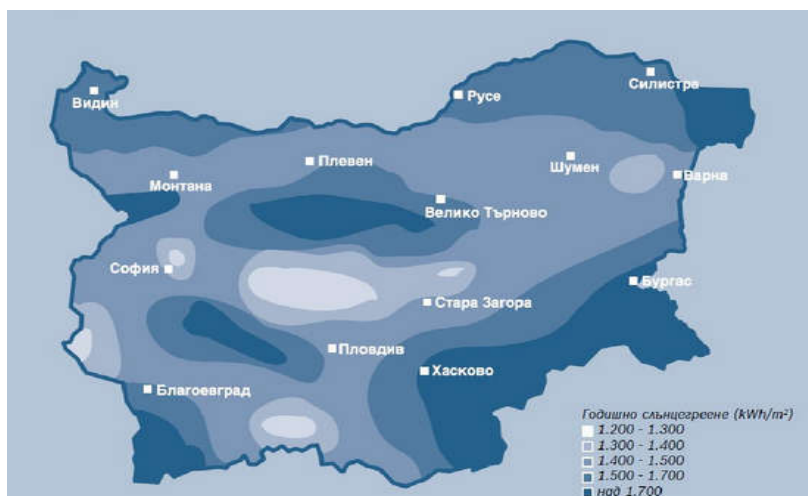 Видин
Русе
Силистра
Плевен
Монтана
Шумен
Варна
Велико Търново
София
Бургас
Стара Загора
Пловдив
Хасково
Благоевград
Годишно слънцегреене (kWh/m²)
1.200 - 1.300
1.300 - 1.400
1.400 - 1.500
1.500 - 1.700
над 1.700